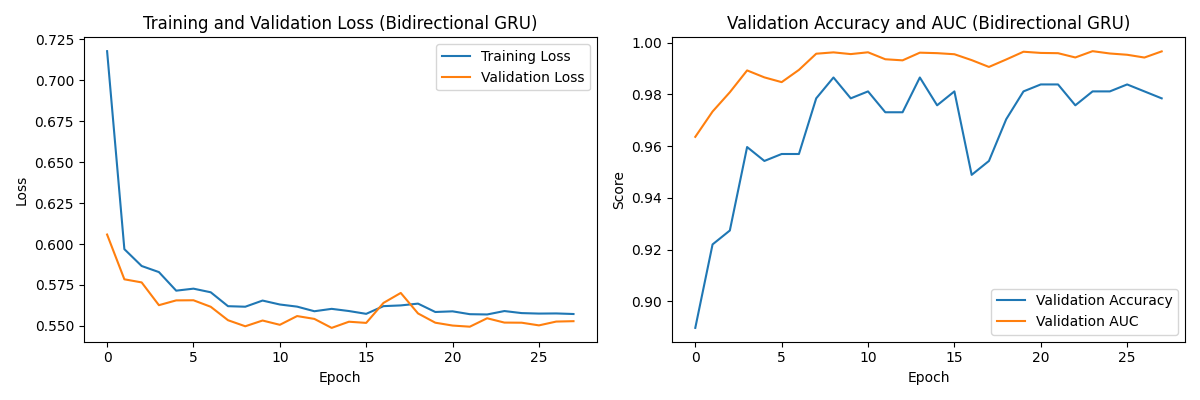 Training and Validation Loss (Bidirectional GRU)
0.725
0.700
0.675
0.650
0.625
0.600
0.575
0.550
Loss
0 5 10 15 20 25
Epoch
Training Loss
Validation Loss
Validation Accuracy and AUC (Bidirectional GRU)
1.00
0.98
0.96
0.94
0.92
0.90
Score
0 5 10 15 20 25
Epoch
Validation Accuracy
Validation AUC